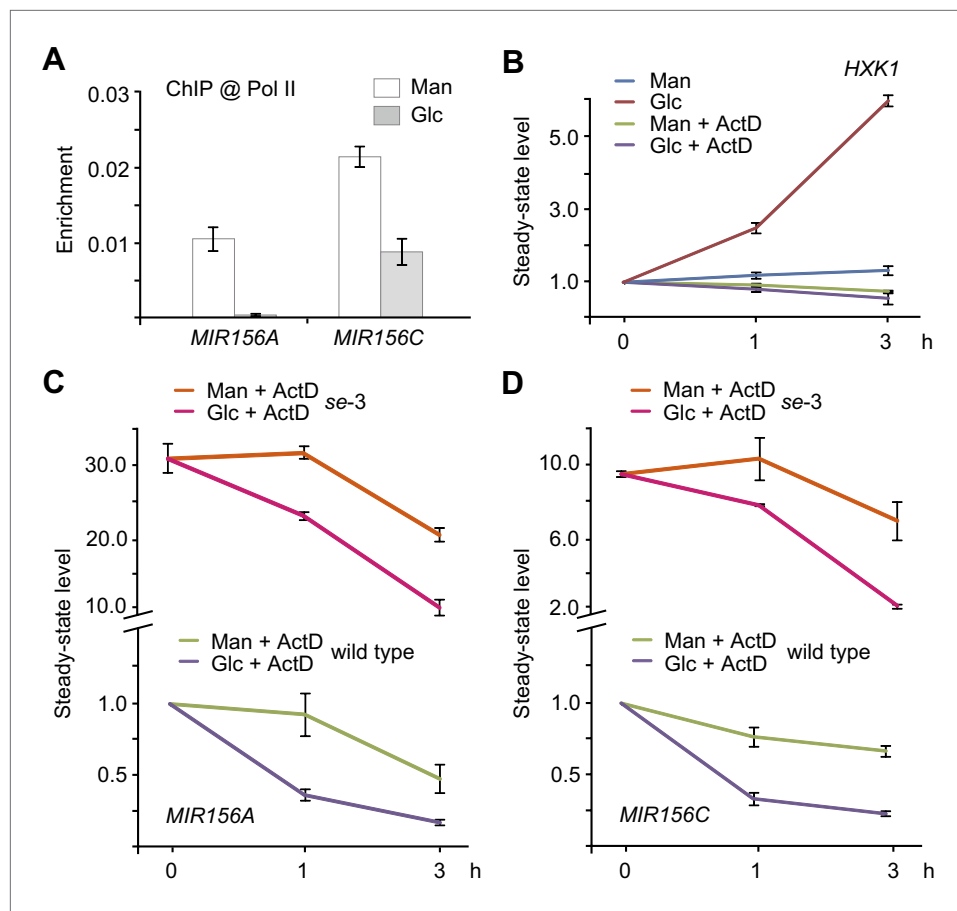 A
ChIP @ Pol II
Man
Glc
0.03
0.02
0.01
Enrichment
MIR156A
MIR156C
B
HXK1
Man
Glc
Man + ActD
Glc + ActD
5.0
3.0
1.0
Steady-state level
0
1
3
h
C
Man + ActD
Glc + ActD
se-3
30.0
20.0
10.0
Man + ActD
Glc + ActD
wild type
1.0
0.5
Steady-state level
MIR156A
0
1
3
h
D
Man + ActD
Glc + ActD
se-3
10.0
6.0
2.0
Man + ActD
Glc + ActD
wild type
1.0
0.5
Steady-state level
MIR156C
0
1
3
h